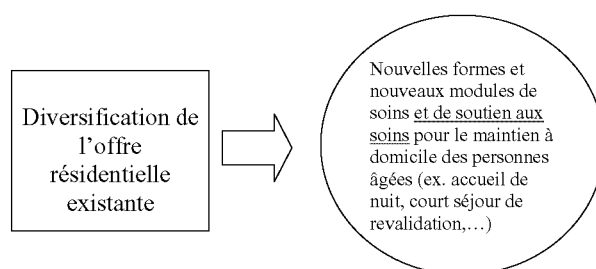 Diversification de
l’offre
résidentielle
existante
Nouvelles formes et
nouveaux modules de
soins et de soutien aux
soins pour le maintien à
domicile des personnes
âgées (ex. accueil de
nuit, court séjour de
revalidation,…)